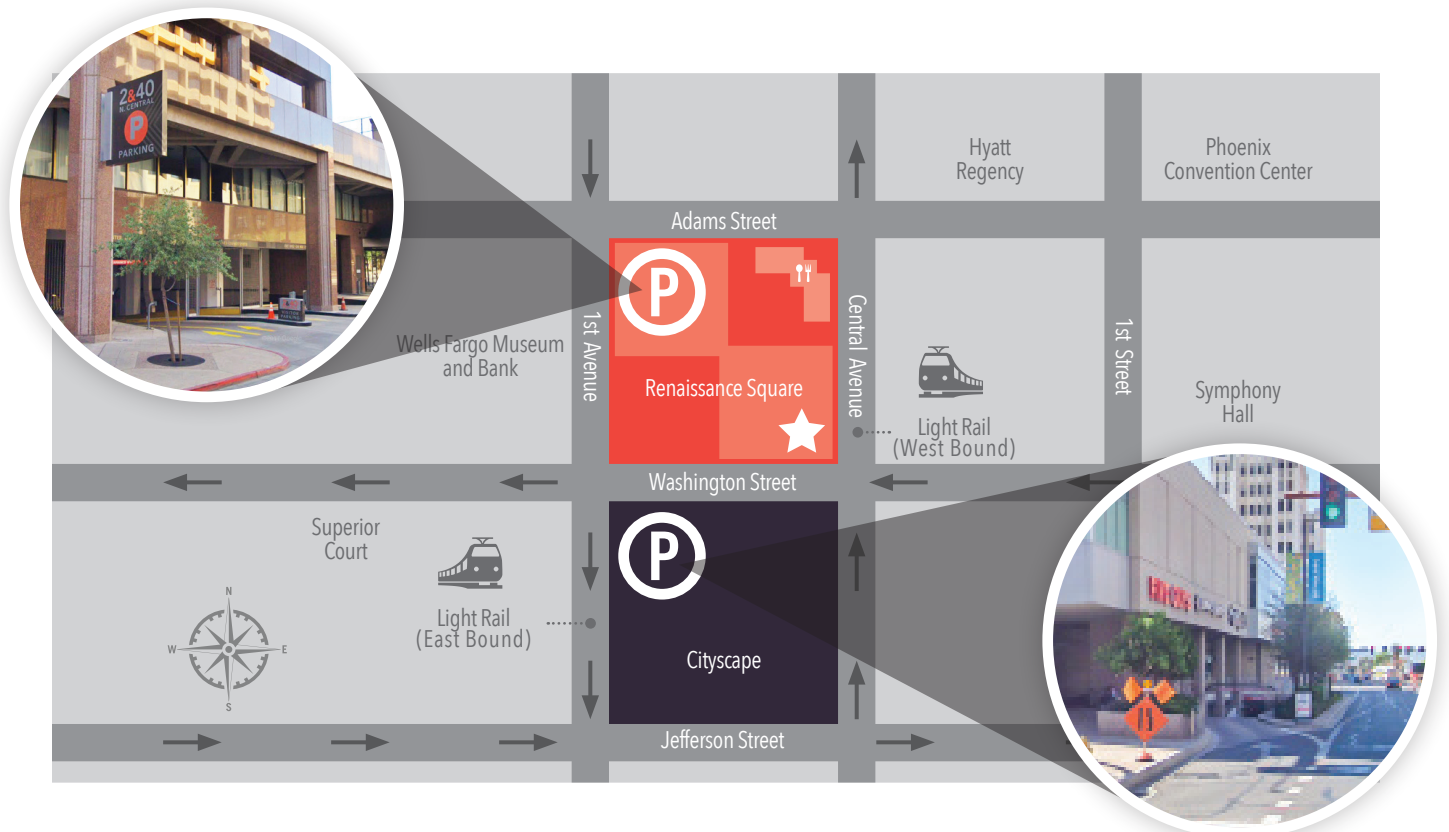 2&40
N. CENTRAL
P
PARKING
Hyatt
Regency
Phoenix
Convention Center
Adams Street
P
Wells Fargo Museum
and Bank
1st Avenue
Renaissance Square
Central Avenue
Light Rail
(West Bound)
1st Street
Symphony
Hall
Washington Street
P
Superior
Court
Light Rail
(East Bound)
Cityscape
N
W
E
S
Jefferson Street